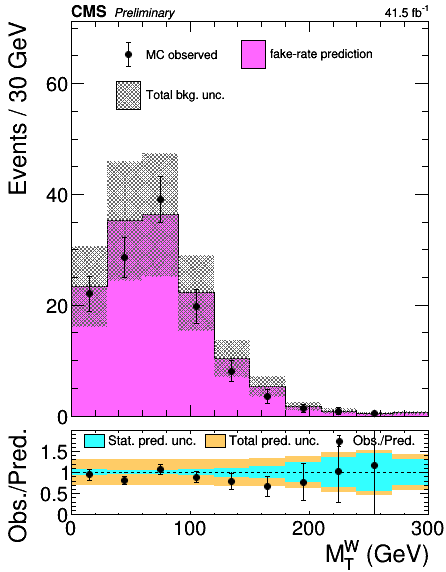 CMS Preliminary 41.5 fb⁻¹
Events / 30 GeV
MC observed
fake-rate prediction
Total bkg. unc.
60
40
20
0
Obs./Pred.
Stat. pred. unc.
Total pred. unc.
Obs./Pred.
1.5
1
0.5
0
0 100 200 300
M_T^W (GeV)